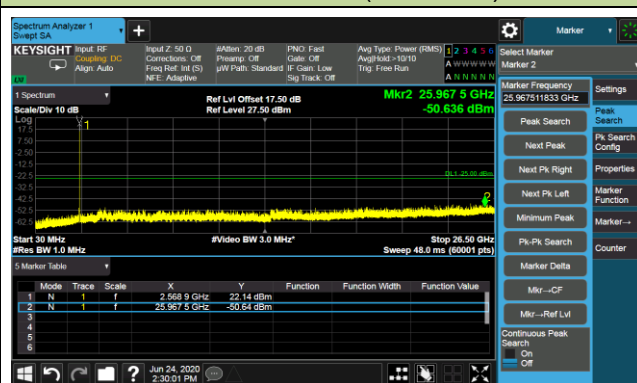 Spectrum Analyzer 1
Swept SA
+
Marker
KEYSIGHT Input: RF Input Z: 50 Ω #Atten: 20 dB PNO: Fast Avg Type: Power (RMS) 1 2 3 4 5 6
Coupling: DC Corrections: Off Preamp: Off Gate: Off Avg|Hold:>10/10 A W W W W W
Align: Auto Freq Ref: Int (S) µW Path: Standard IF Gain: Low Trig: Free Run A N N N N N
NFE: Adaptive Sig Track: Off
Select Marker
Marker 2
1 Spectrum
Scale/Div 10 dB
Ref Lvl Offset 17.50 dB
Ref Level 27.50 dBm
Mkr2 25.967 5 GHz
-50.636 dBm
Log
17.5
7.50
-2.50
-12.5
-22.5
-32.5
-42.5
-52.5
-62.5
1
DL1 -25.00 dBm
2
Start 30 MHz #Video BW 3.0 MHz* Stop 26.50 GHz
#Res BW 1.0 MHz Sweep 48.0 ms (60001 pts)
5 Marker Table
Mode Trace Scale X Y Function Function Width Function Value
1 N 1 f 2.568 9 GHz 22.14 dBm
2 N 1 f 25.967 5 GHz -50.64 dBm
3
4
5
6
Marker Frequency
25.967511833 GHz
Peak Search
Next Peak
Next Pk Right
Next Pk Left
Minimum Peak
Pk-Pk Search
Marker Delta
Mkr→CF
Mkr→Ref Lvl
Continuous Peak
Search
On
Off
Settings
Peak
Search
Pk Search
Config
Properties
Marker
Function
Marker→
Counter
?
Jun 24, 2020
2:30:01 PM